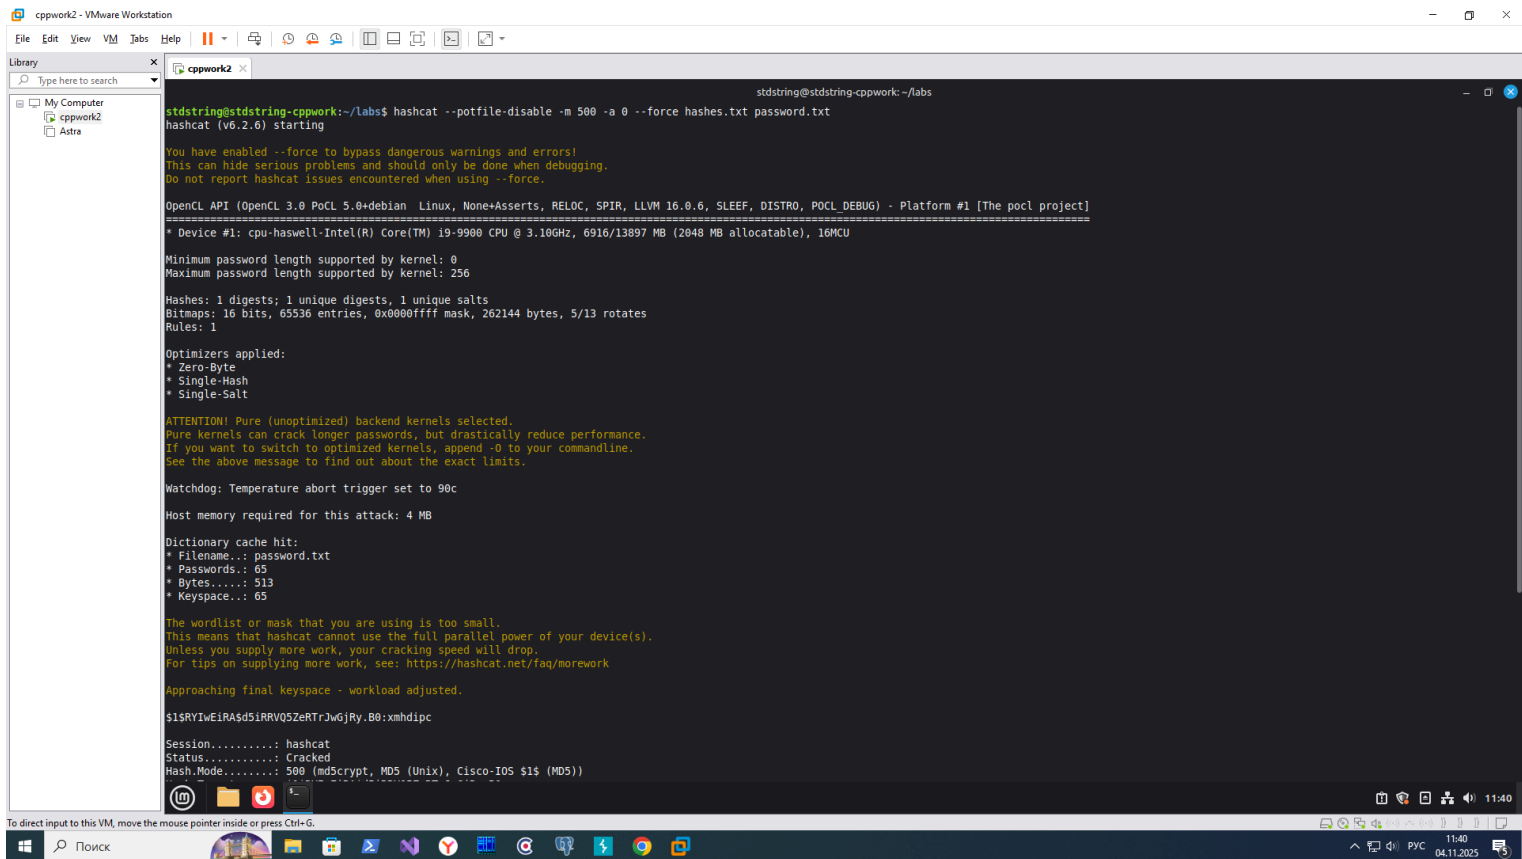 cppwork2 - VMware Workstation
File Edit View VM Tabs Help
Library
Type here to search
My Computer
cppwork2
Astra
cppwork2
stdstring@stdstring-cppwork: ~/labs
stdstring@stdstring-cppwork:~/labs$ hashcat --potfile-disable -m 500 -a 0 --force hashes.txt password.txt
hashcat (v6.2.6) starting
You have enabled --force to bypass dangerous warnings and errors!
This can hide serious problems and should only be done when debugging.
Do not report hashcat issues encountered when using --force.
OpenCL API (OpenCL 3.0 PoCL 5.0+debian  Linux, None+Asserts, RELOC, SPIR, LLVM 16.0.6, SLEEF, DISTRO, POCL_DEBUG) - Platform #1 [The pocl project]
==================================================================================================================================================
* Device #1: cpu-haswell-Intel(R) Core(TM) i9-9900 CPU @ 3.10GHz, 6916/13897 MB (2048 MB allocatable), 16MCU
Minimum password length supported by kernel: 0
Maximum password length supported by kernel: 256
Hashes: 1 digests; 1 unique digests, 1 unique salts
Bitmaps: 16 bits, 65536 entries, 0x0000ffff mask, 262144 bytes, 5/13 rotates
Rules: 1
Optimizers applied:
* Zero-Byte
* Single-Hash
* Single-Salt
ATTENTION! Pure (unoptimized) backend kernels selected.
Pure kernels can crack longer passwords, but drastically reduce performance.
If you want to switch to optimized kernels, append -O to your commandline.
See the above message to find out about the exact limits.
Watchdog: Temperature abort trigger set to 90c
Host memory required for this attack: 4 MB
Dictionary cache hit:
* Filename..: password.txt
* Passwords.: 65
* Bytes.....: 513
* Keyspace..: 65
The wordlist or mask that you are using is too small.
This means that hashcat cannot use the full parallel power of your device(s).
Unless you supply more work, your cracking speed will drop.
For tips on supplying more work, see: https://hashcat.net/faq/morework
Approaching final keyspace - workload adjusted.
$1$RYIwEiRA$d5iRRVQ5ZeRTrJwGjRy.B0:xmhdipc
Session..........: hashcat
Status...........: Cracked
Hash.Mode........: 500 (md5crypt, MD5 (Unix), Cisco-IOS $1$ (MD5))
11:40
To direct input to this VM, move the mouse pointer inside or press Ctrl+G.
Поиск
РУС
11:40
04.11.2025
5